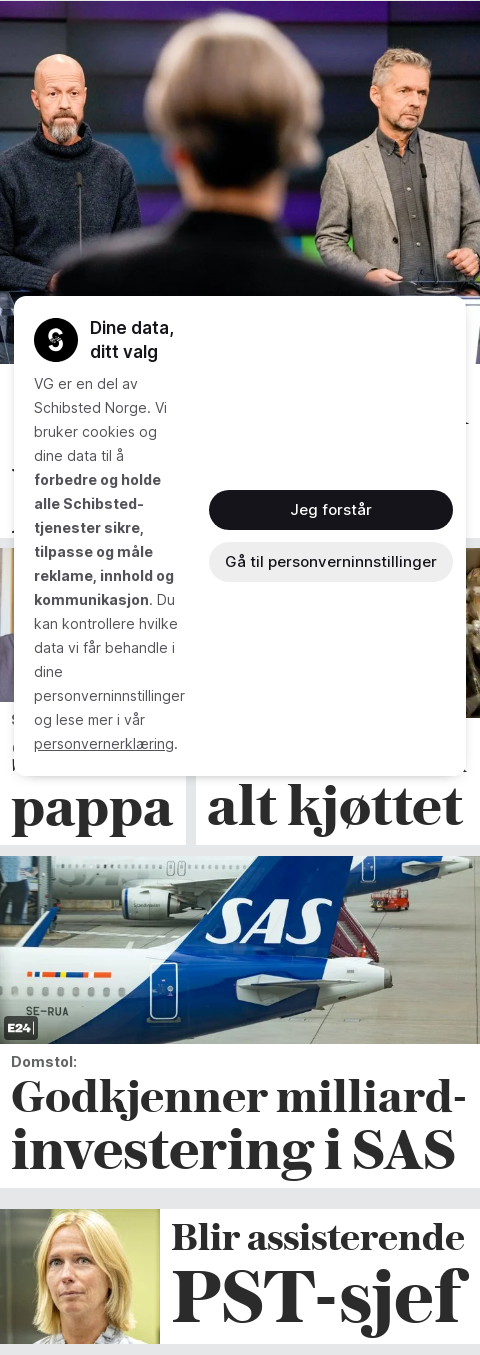 Dine data,
ditt valg
VG er en del av
Schibsted Norge. Vi
bruker cookies og
dine data til å
forbedre og holde
alle Schibsted-
tjenester sikre,
tilpasse og måle
reklame, innhold og
kommunikasjon. Du
kan kontrollere hvilke
data vi får behandle i
dine
personverninnstillinger
og lese mer i vår
personvernerklæring.
Jeg forstår
Gå til personverninnstillinger
pappa
alt kjøttet
SAS
SE-RUA
E24
Domstol:
Godkjenner milliard-
investering i SAS
Blir assisterende
PST-sjef